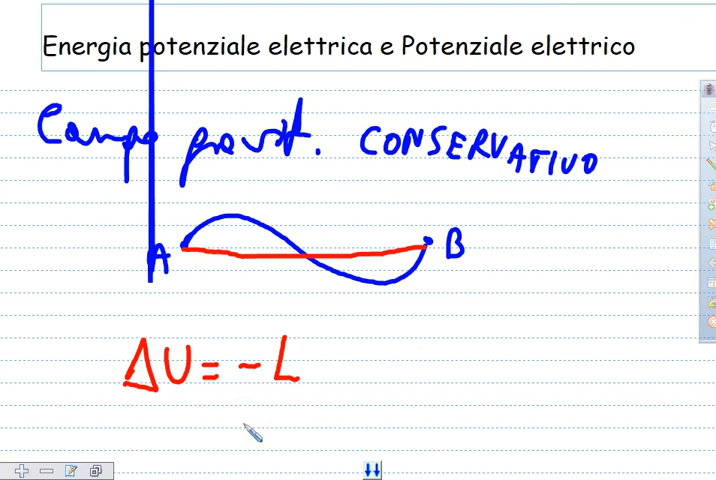 Energia potenziale elettrica e Potenziale elettrico
Campo gravit. CONSERVATIVO
A B
ΔU = - L